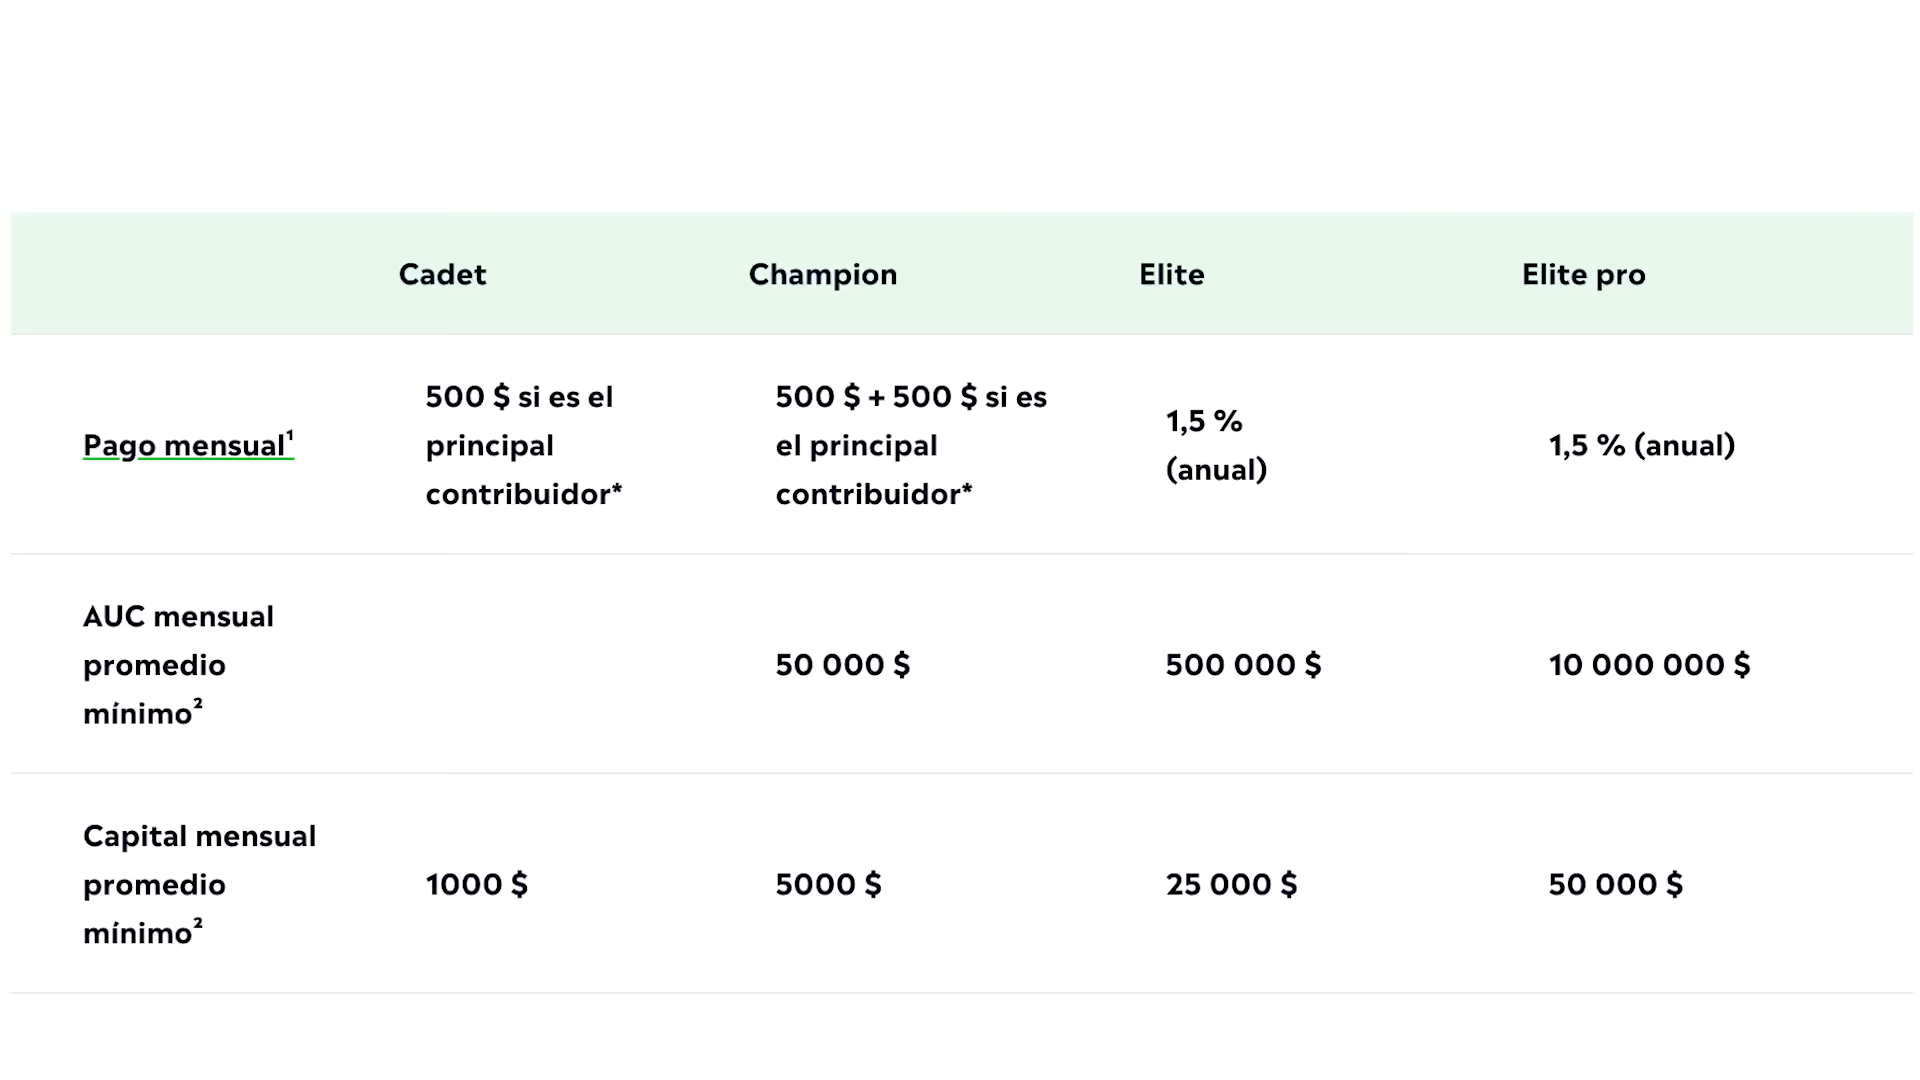 Cadet Champion Elite Elite pro
Pago mensual¹
500 $ si es el
principal
contribuidor*
500 $ + 500 $ si es
el principal
contribuidor*
1,5 %
(anual)
1,5 % (anual)
AUC mensual
promedio
mínimo²
50 000 $
500 000 $
10 000 000 $
Capital mensual
promedio
mínimo²
1000 $
5000 $
25 000 $
50 000 $